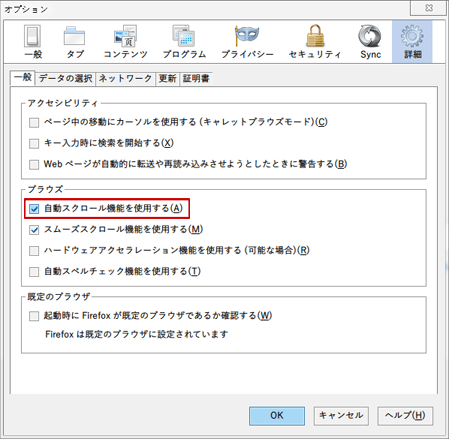 オプション
一般 タブ コンテンツ プログラム プライバシー セキュリティ Sync 詳細
一般 データの選択 ネットワーク 更新 証明書
アクセシビリティ
ページ中の移動にカーソルを使用する (キャレットブラウズモード)(C)
キー入力時に検索を開始する(X)
Web ページが自動的に転送や再読み込みさせようとしたときに警告する(B)
ブラウズ
自動スクロール機能を使用する(A)
スムーズスクロール機能を使用する(M)
ハードウェアアクセラレーション機能を使用する (可能な場合)(R)
自動スペルチェック機能を使用する(T)
既定のブラウザ
起動時に Firefox が既定のブラウザであるか確認する(W)
Firefox は既定のブラウザに設定されています
OK キャンセル ヘルプ(H)